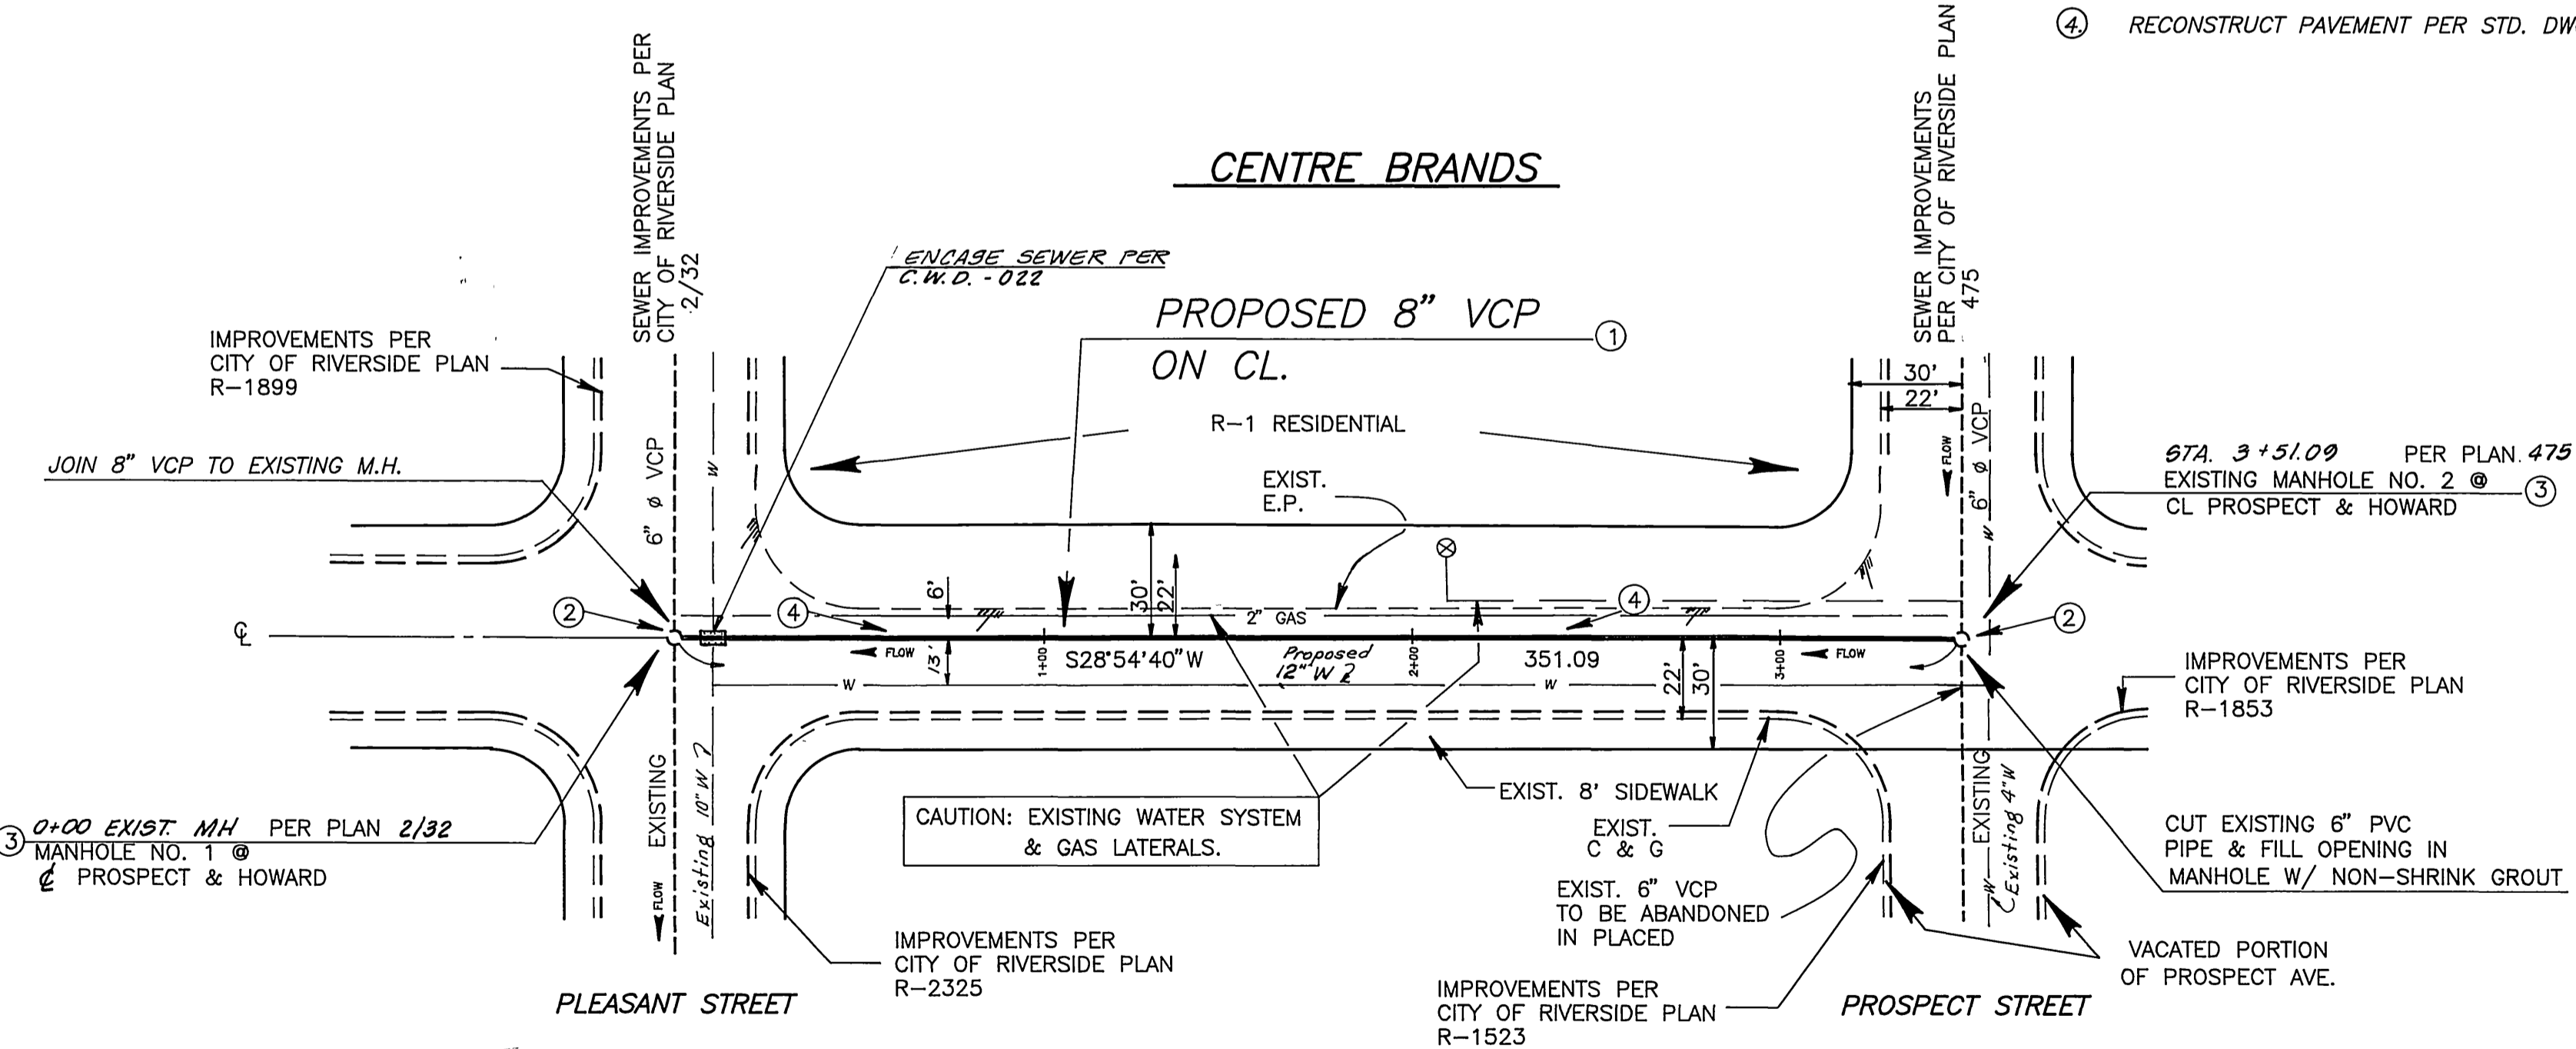 ④ RECONSTRUCT PAVEMENT PER STD. DW
CENTRE BRANDS
SEWER IMPROVEMENTS PER
CITY OF RIVERSIDE PLAN
2/32
SEWER IMPROVEMENTS
PER CITY OF RIVERSIDE PLAN
475
ENCASE SEWER PER
C.W.D. - 022
PROPOSED 8" VCP
ON CL.
①
IMPROVEMENTS PER
CITY OF RIVERSIDE PLAN
R-1899
30'
22'
R-1 RESIDENTIAL
JOIN 8" VCP TO EXISTING M.H.
6" ø VCP
W
EXIST.
E.P.
FLOW
6" ø VCP
W
STA. 3+51.09 PER PLAN. 475
EXISTING MANHOLE NO. 2 @
CL PROSPECT & HOWARD
③
②
④
6'
30'
22'
2" GAS
④
②
℄
FLOW
13'
1+00
S28°54'40"W
Proposed
12" W
2+00
351.09
3+00
FLOW
W
W
22'
30'
IMPROVEMENTS PER
CITY OF RIVERSIDE PLAN
R-1853
③ 0+00 EXIST. MH PER PLAN 2/32
MANHOLE NO. 1 @
℄ PROSPECT & HOWARD
EXISTING
FLOW
Existing 10" W
CAUTION: EXISTING WATER SYSTEM
& GAS LATERALS.
EXIST. 8' SIDEWALK
EXIST.
C & G
EXISTING
W
Existing 4" W
CUT EXISTING 6" PVC
PIPE & FILL OPENING IN
MANHOLE W/ NON-SHRINK GROUT
EXIST. 6" VCP
TO BE ABANDONED
IN PLACED
IMPROVEMENTS PER
CITY OF RIVERSIDE PLAN
R-2325
VACATED PORTION
OF PROSPECT AVE.
IMPROVEMENTS PER
CITY OF RIVERSIDE PLAN
R-1523
PLEASANT STREET
PROSPECT STREET